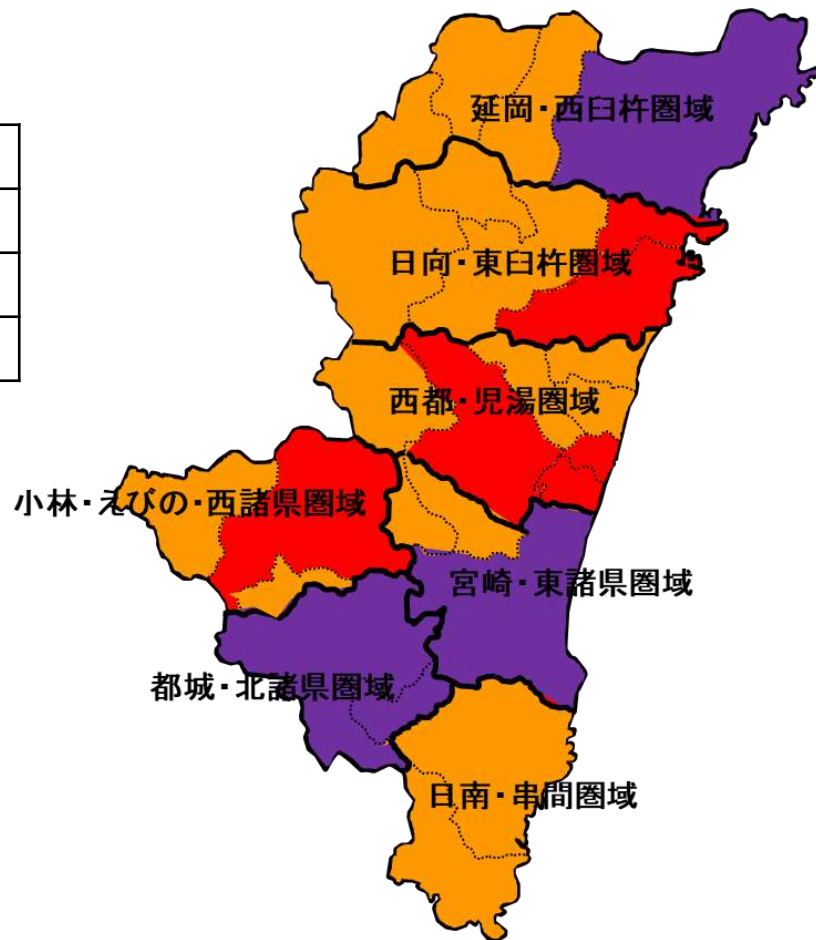 延岡・西臼杵圏域
日向・東臼杵圏域
西都・児湯圏域
小林・えびの・西諸県圏域
宮崎・東諸県圏域
都城・北諸県圏域
日南・串間圏域